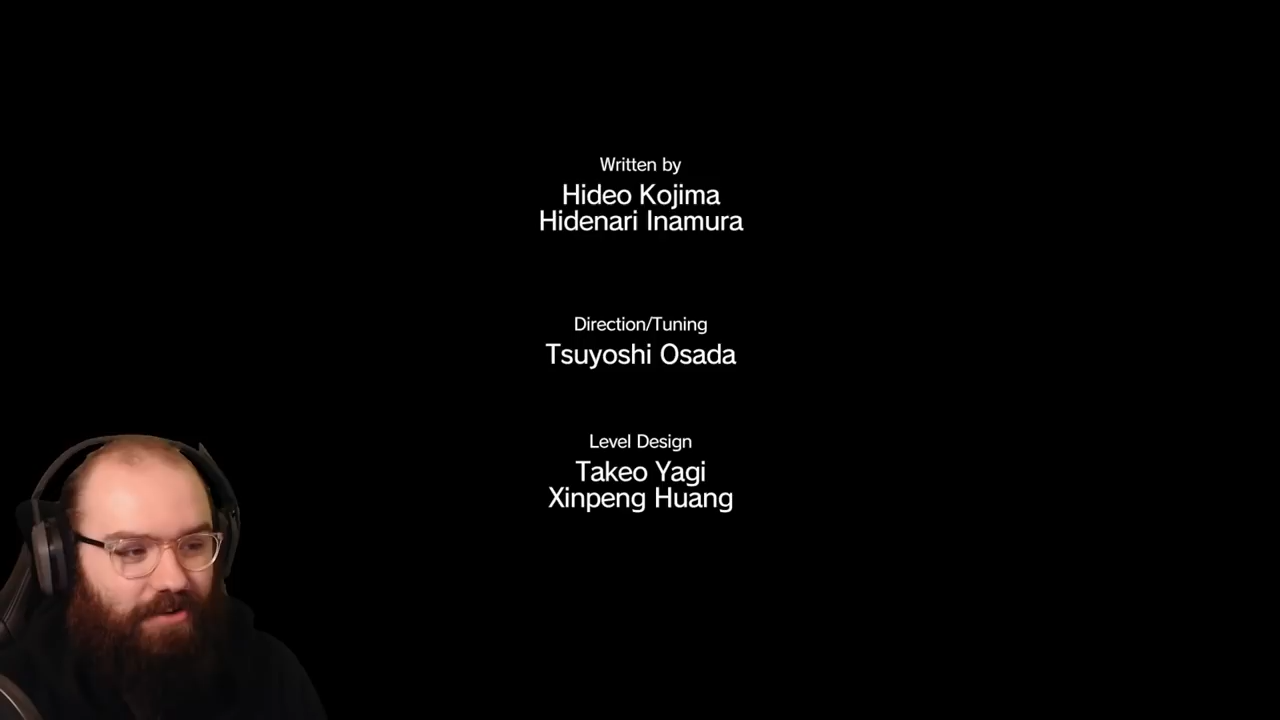 Written by
Hideo Kojima
Hidenari Inamura
Direction/Tuning
Tsuyoshi Osada
Level Design
Takeo Yagi
Xinpeng Huang